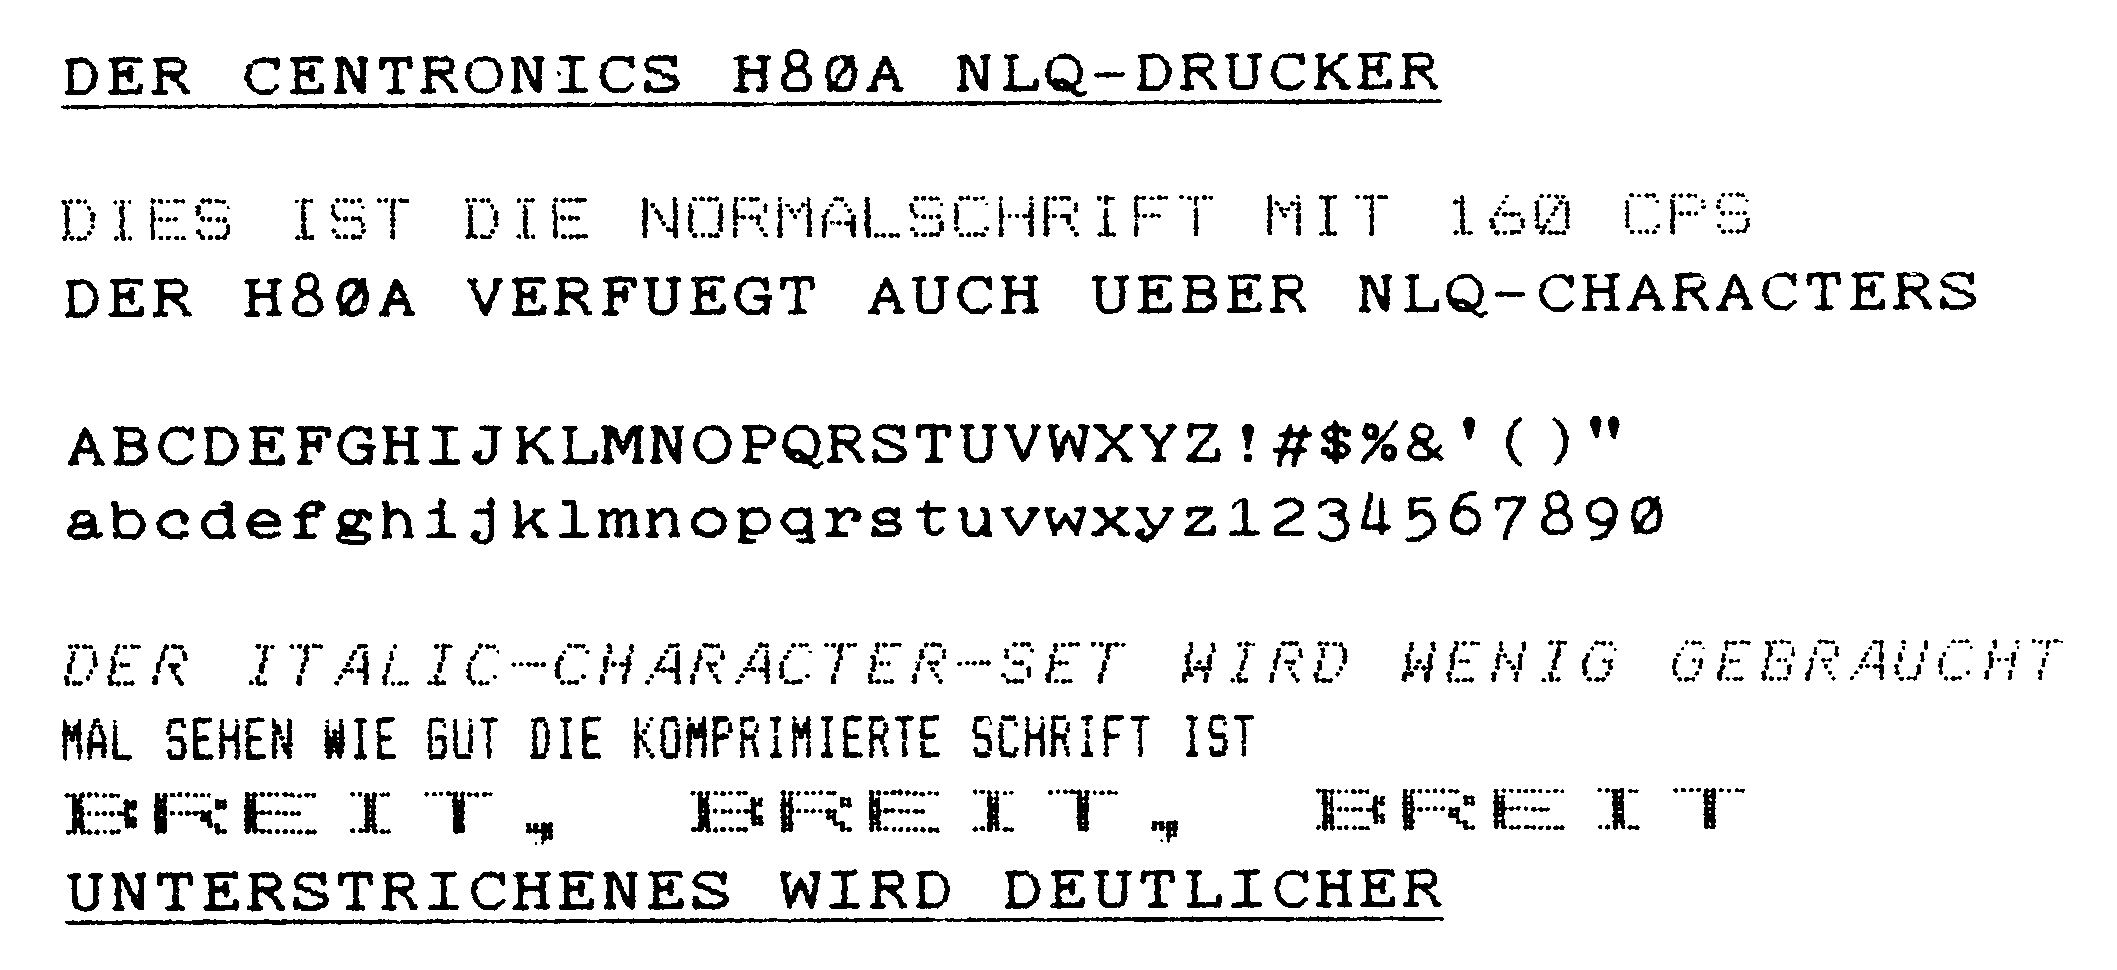 DER CENTRONICS H80A NLQ-DRUCKER
DIES IST DIE NORMALSCHRIFT MIT 160 CPS
DER H80A VERFUEGT AUCH UEBER NLQ-CHARACTERS
ABCDEFGHIJKLMNOPQRSTUVWXYZ!#$%&'()"
abcdefghijklmnopqrstuvwxyz1234567890
DER ITALIC-CHARACTER-SET WIRD WENIG GEBRAUCHT
MAL SEHEN WIE GUT DIE KOMPRIMIERTE SCHRIFT IST
BREIT, BREIT, BREIT
UNTERSTRICHENES WIRD DEUTLICHER